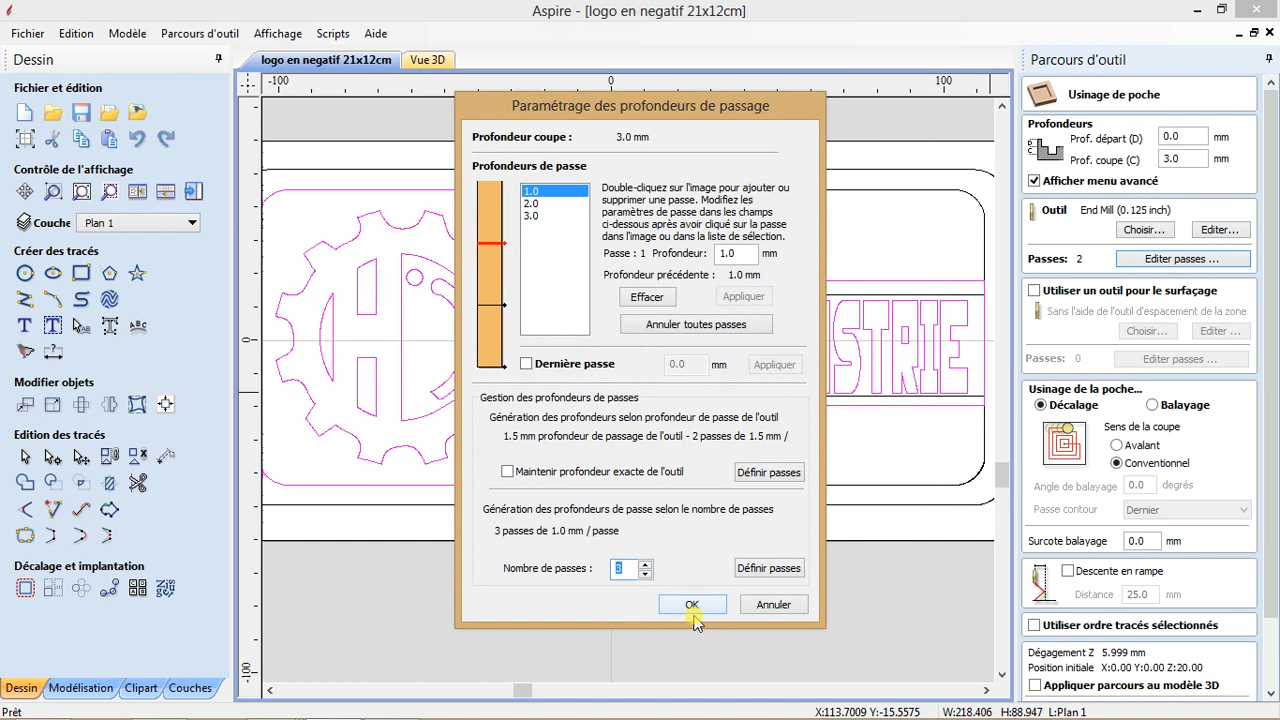 Aspire - [logo en negatif 21x12cm]
Fichier Edition Modèle Parcours d'outil Affichage Scripts Aide
Dessin
Fichier et édition
Contrôle de l'affichage
Couche Plan 1
Créer des tracés
Modifier objets
Edition des tracés
Décalage et implantation
Dessin Modélisation Clipart Couches
Prêt
logo en negatif 21x12cm Vue 3D
-100 0 100
0
-100
STRIE
Paramétrage des profondeurs de passage
Profondeur coupe : 3.0 mm
Profondeurs de passe
1.0
2.0
3.0
Double-cliquez sur l'image pour ajouter ou
supprimer une passe. Modifiez les
paramètres de passe dans les champs
ci-dessous après avoir cliqué sur la passe
dans l'image ou dans la liste de sélection.
Passe : 1 Profondeur: 1.0 mm
Profondeur précédente : 1.0 mm
Effacer Appliquer
Annuler toutes passes
Dernière passe 0.0 mm Appliquer
Gestion des profondeurs de passes
Génération des profondeurs selon profondeur de passe de l'outil
1.5 mm profondeur de passage de l'outil - 2 passes de 1.5 mm /
Maintenir profondeur exacte de l'outil Définir passes
Génération des profondeurs de passe selon le nombre de passes
3 passes de 1.0 mm / passe
Nombre de passes : 3 Définir passes
OK Annuler
Parcours d'outil
Usinage de poche
Profondeurs
Prof. départ (D) 0.0 mm
Prof. coupe (C) 3.0 mm
Afficher menu avancé
Outil End Mill (0.125 inch)
Choisir... Editer...
Passes: 2 Editer passes ...
Utiliser un outil pour le surfaçage
Sans l'aide de l'outil d'espacement de la zone
Choisir... Editer ...
Passes: 0 Editer passes ...
Usinage de la poche...
Décalage Balayage
Sens de la coupe
Avalant
Conventionnel
Angle de balayage 0.0 degrés
Passe contour Dernier
Surcote balayage 0.0 mm
Descente en rampe
Distance 25.0 mm
Utiliser ordre tracés sélectionnés
Dégagement Z 5.999 mm
Position initiale X:0.00 Y:0.00 Z:20.00
Appliquer parcours au modèle 3D
X:113.7009 Y:-15.5575 W:218.406 H:88.947 L:Plan 1